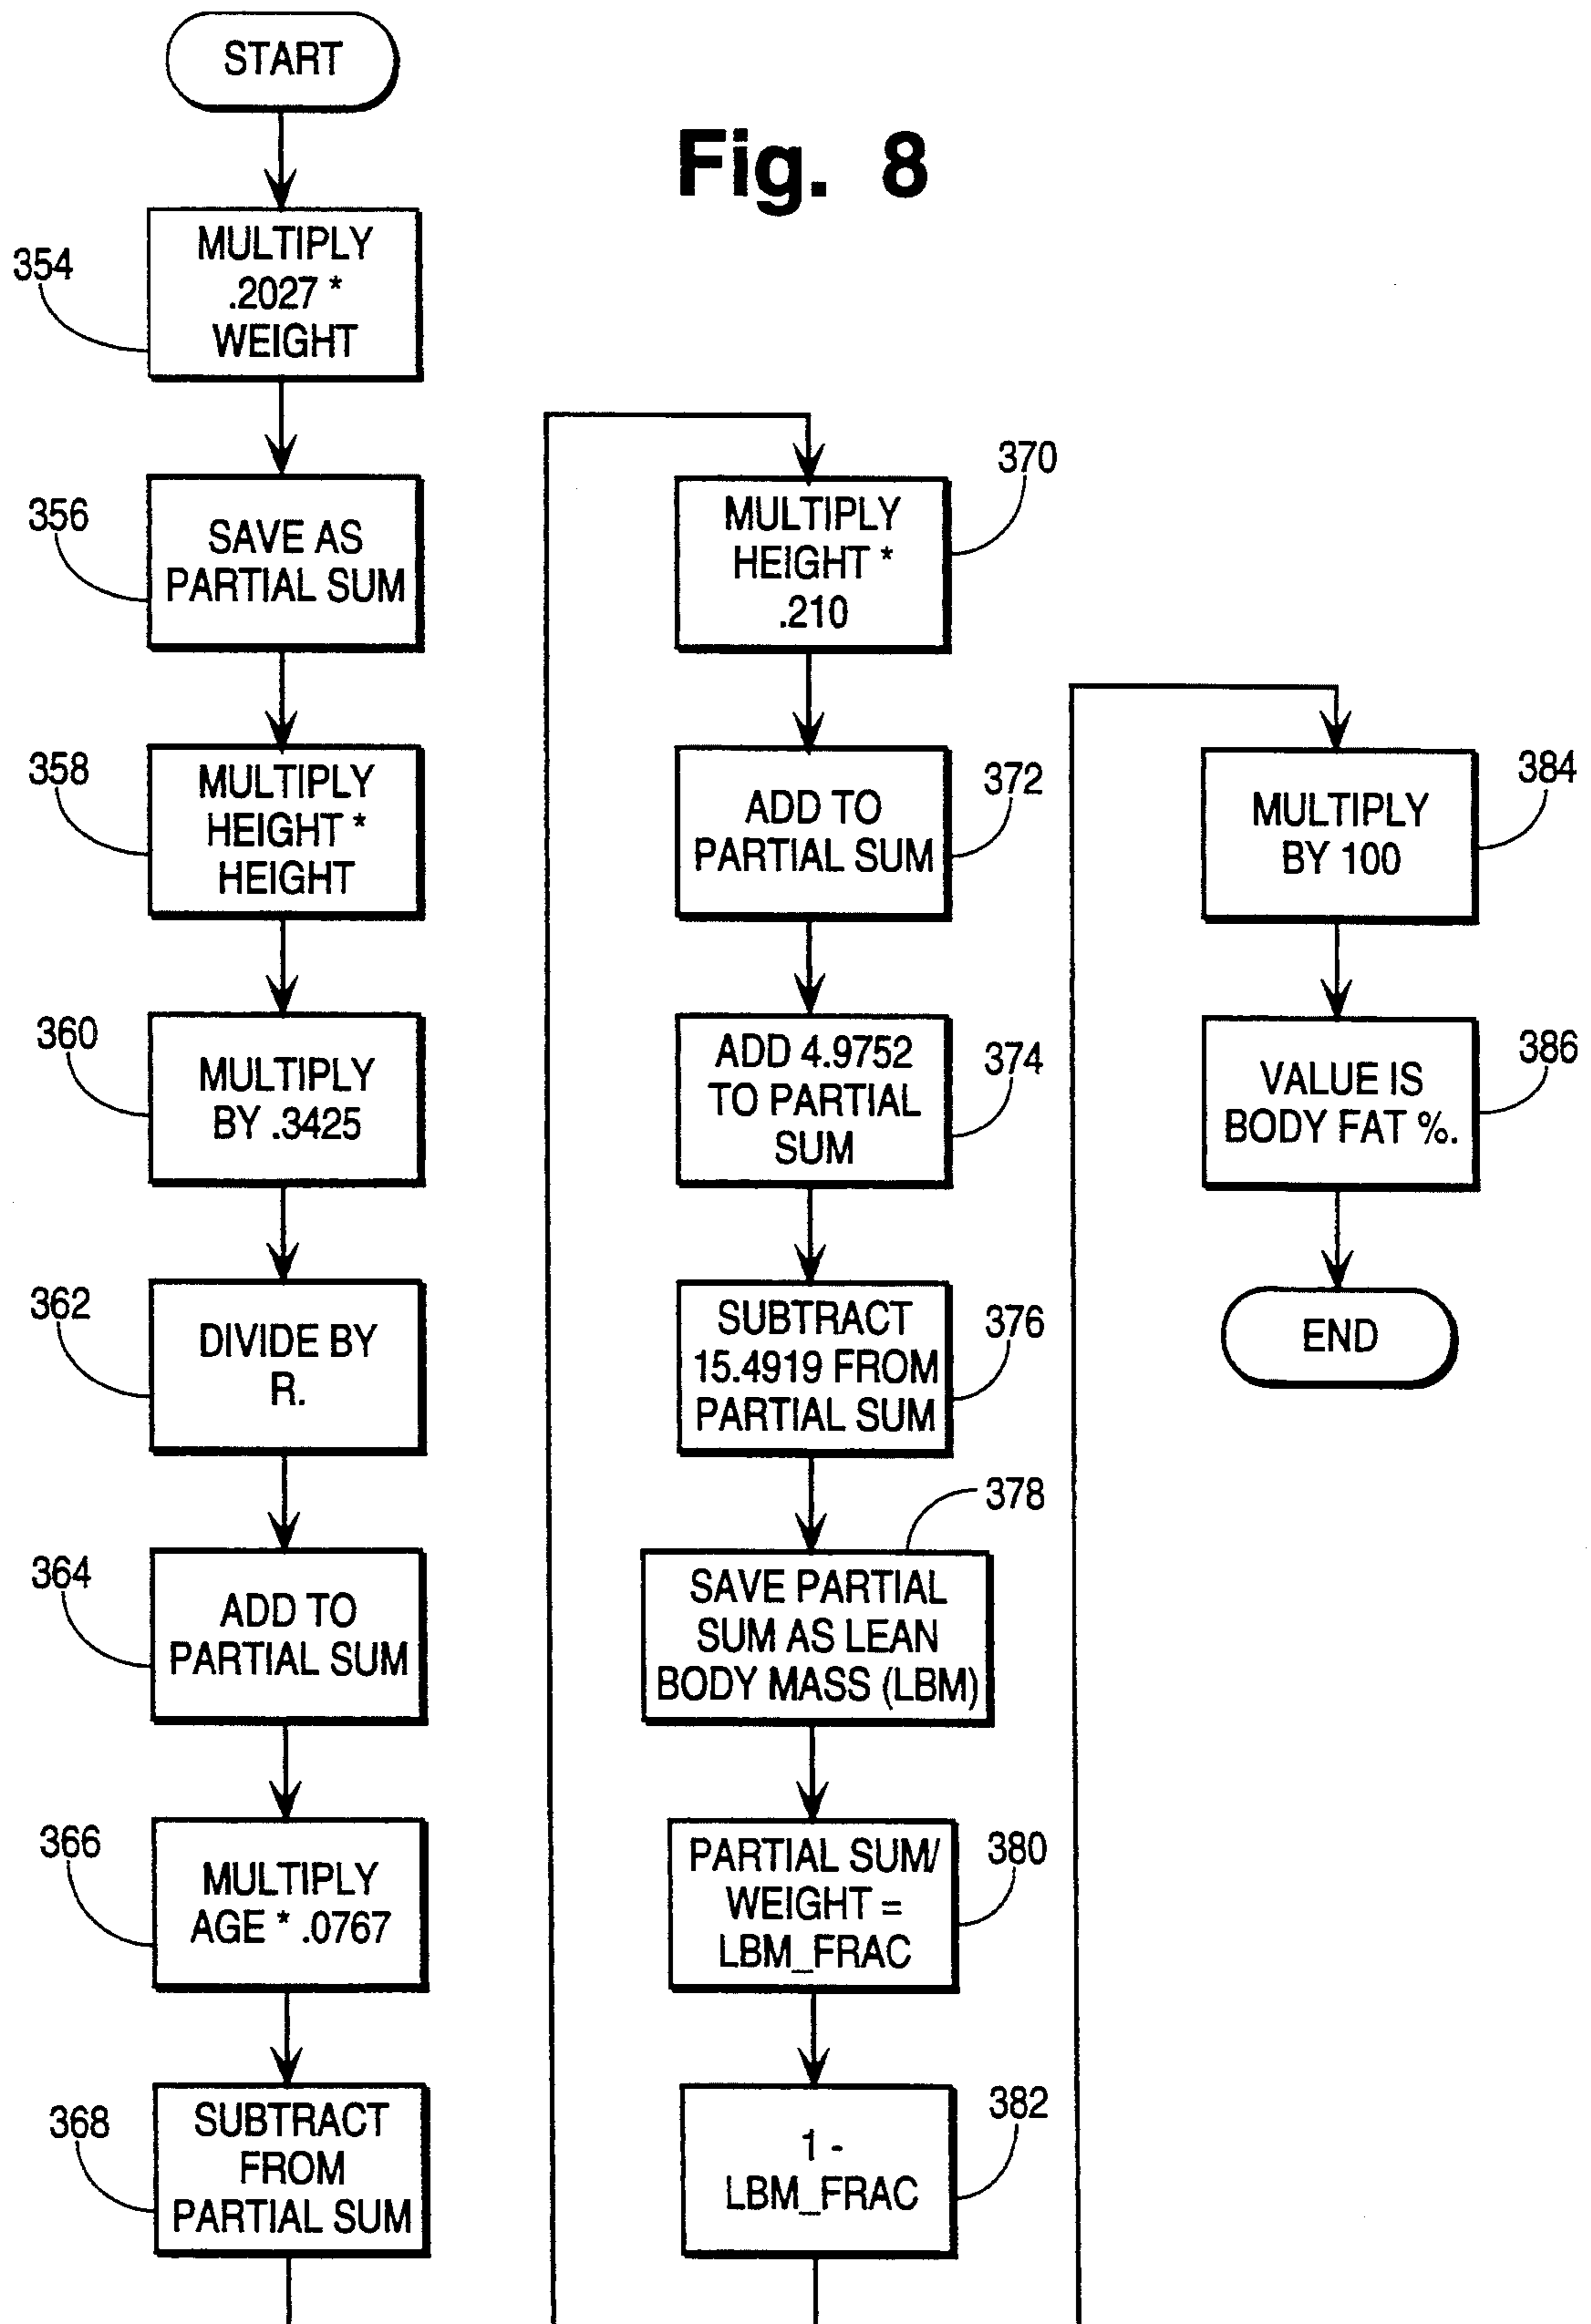 START
Fig. 8
354
MULTIPLY
.2027 *
WEIGHT
356
SAVE AS
PARTIAL SUM
358
MULTIPLY
HEIGHT *
HEIGHT
360
MULTIPLY
BY .3425
362
DIVIDE BY
R.
364
ADD TO
PARTIAL SUM
366
MULTIPLY
AGE * .0767
368
SUBTRACT
FROM
PARTIAL SUM
370
MULTIPLY
HEIGHT *
.210
372
ADD TO
PARTIAL SUM
374
ADD 4.9752
TO PARTIAL
SUM
376
SUBTRACT
15.4919 FROM
PARTIAL SUM
378
SAVE PARTIAL
SUM AS LEAN
BODY MASS (LBM)
380
PARTIAL SUM/
WEIGHT =
LBM_FRAC
382
1 -
LBM_FRAC
384
MULTIPLY
BY 100
386
VALUE IS
BODY FAT %.
END